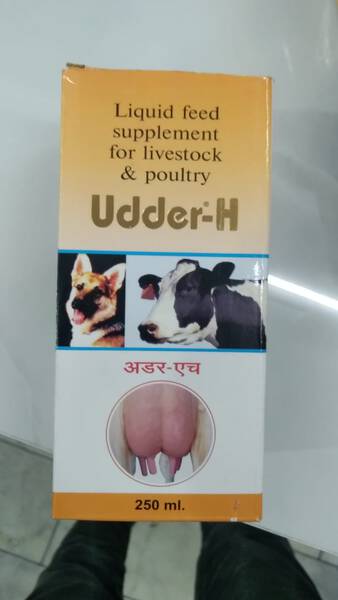 Liquid feed
supplement
for livestock
& poultry
Udder®-H
अडर-एच
250 ml.